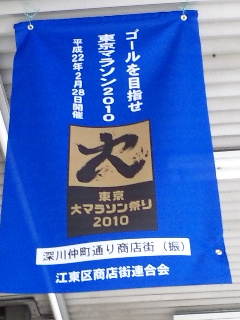 ゴールを目指せ
東京マラソン2010
平成22年2月28日開催
大
東京
大マラソン祭り
2010
深川仲町通り商店街（振）
江東区商店街連合会